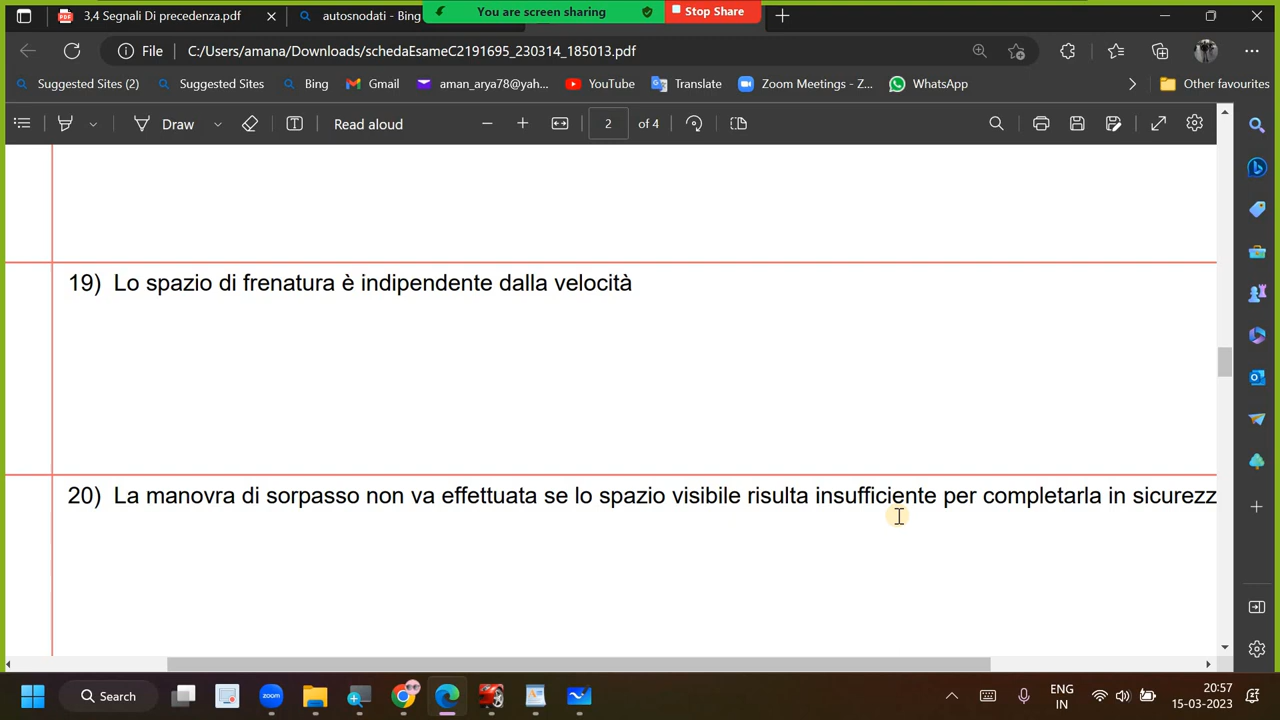 3,4 Segnali Di precedenza.pdf
autosnodati - Bing
You are screen sharing
Stop Share
File
C:/Users/amana/Downloads/schedaEsameC2191695_230314_185013.pdf
Suggested Sites (2)
Suggested Sites
Bing
Gmail
aman_arya78@yah...
YouTube
Translate
Zoom Meetings - Z...
WhatsApp
Other favourites
Draw
Read aloud
2
of 4
19) Lo spazio di frenatura è indipendente dalla velocità
20) La manovra di sorpasso non va effettuata se lo spazio visibile risulta insufficiente per completarla in sicurezz
Search
zoom
ENG
IN
20:57
15-03-2023